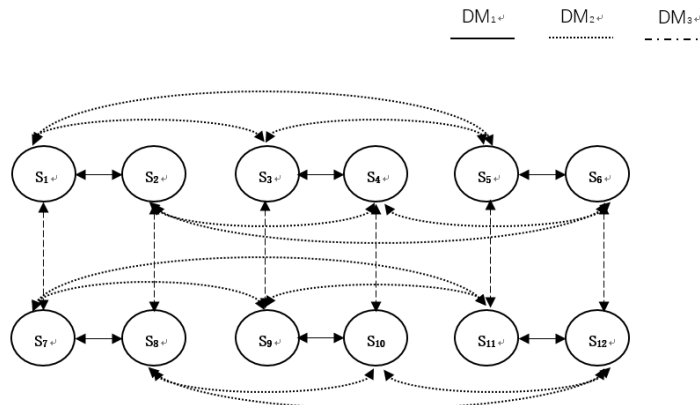 DM₁↵ DM₂↵ DM₃↵
S₁↵ S₂↵ S₃↵ S₄↵ S₅↵ S₆↵
S₇↵ S₈↵ S₉↵ S₁₀↵ S₁₁↵ S₁₂↵